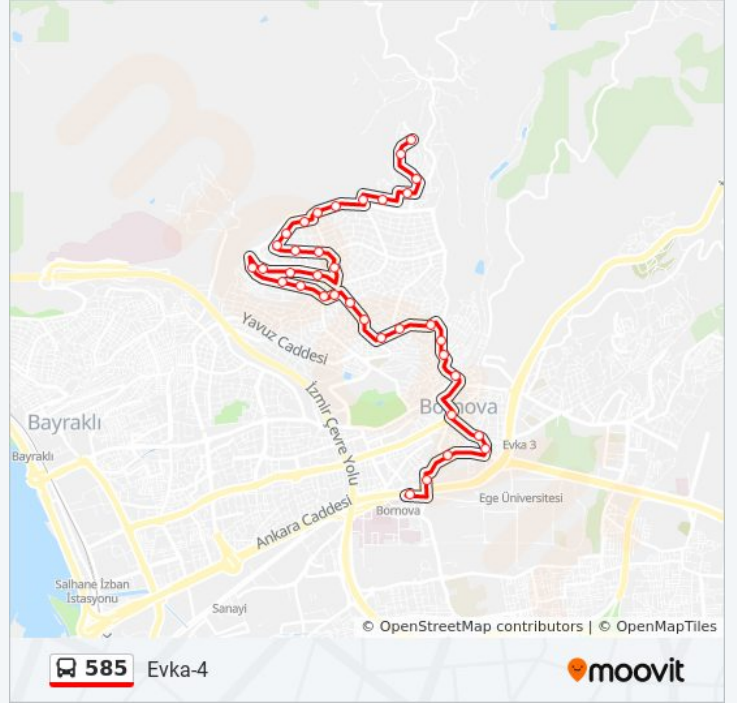 Yavuz Caddesi
İzmir Çevre Yolu
Bornova
Bayraklı
Bayraklı
Evka 3
Ege Üniversitesi
Bornova
Ankara Caddesi
Salhane İzban
İstasyonu
Sanayi
© OpenStreetMap contributors | © OpenMapTiles
585 Evka-4
moovit